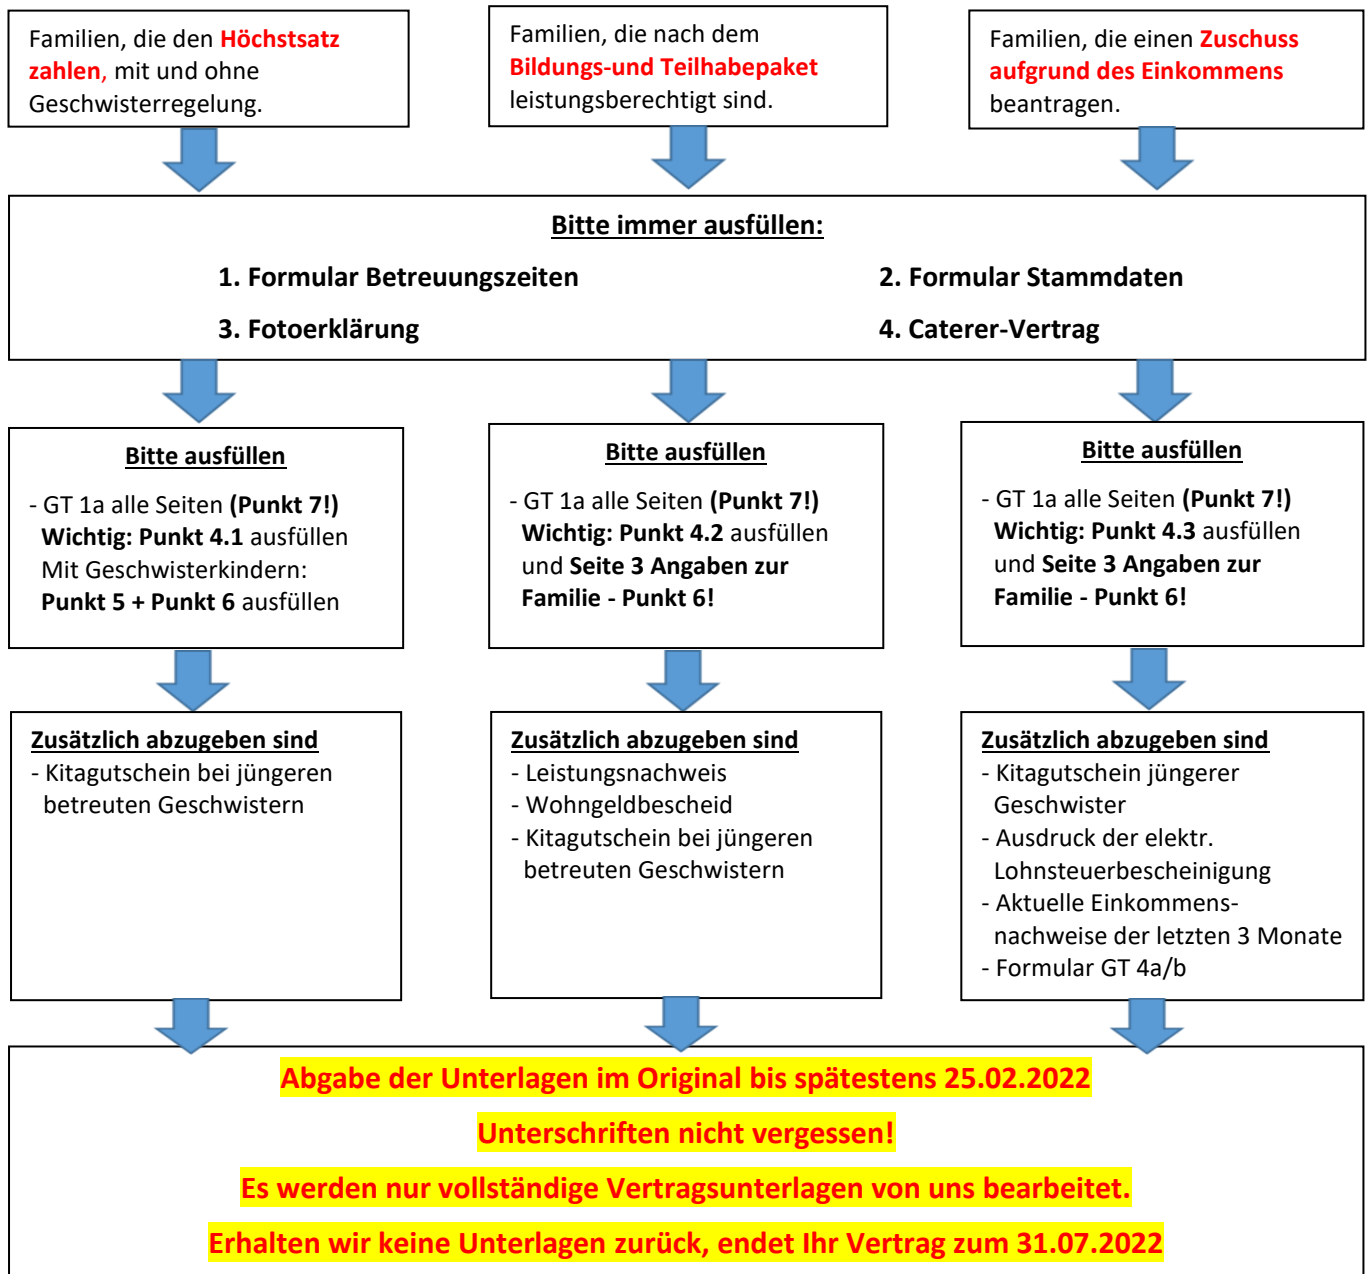 Familien, die den Höchstsatz
zahlen, mit und ohne
Geschwisterregelung.
Familien, die nach dem
Bildungs-und Teilhabepaket
leistungsberechtigt sind.
Familien, die einen Zuschuss
aufgrund des Einkommens
beantragen.
Bitte immer ausfüllen:
1. Formular Betreuungszeiten
2. Formular Stammdaten
3. Fotoerklärung
4. Caterer-Vertrag
Bitte ausfüllen
- GT 1a alle Seiten (Punkt 7!)
Wichtig: Punkt 4.1 ausfüllen
Mit Geschwisterkindern:
Punkt 5 + Punkt 6 ausfüllen
Bitte ausfüllen
- GT 1a alle Seiten (Punkt 7!)
Wichtig: Punkt 4.2 ausfüllen
und Seite 3 Angaben zur
Familie - Punkt 6!
Bitte ausfüllen
- GT 1a alle Seiten (Punkt 7!)
Wichtig: Punkt 4.3 ausfüllen
und Seite 3 Angaben zur
Familie - Punkt 6!
Zusätzlich abzugeben sind
- Kitagutschein bei jüngeren
betreuten Geschwistern
Zusätzlich abzugeben sind
- Leistungsnachweis
- Wohngeldbescheid
- Kitagutschein bei jüngeren
betreuten Geschwistern
Zusätzlich abzugeben sind
- Kitagutschein jüngerer
Geschwister
- Ausdruck der elektr.
Lohnsteuerbescheinigung
- Aktuelle Einkommens-
nachweise der letzten 3 Monate
- Formular GT 4a/b
Abgabe der Unterlagen im Original bis spätestens 25.02.2022
Unterschriften nicht vergessen!
Es werden nur vollständige Vertragsunterlagen von uns bearbeitet.
Erhalten wir keine Unterlagen zurück, endet Ihr Vertrag zum 31.07.2022